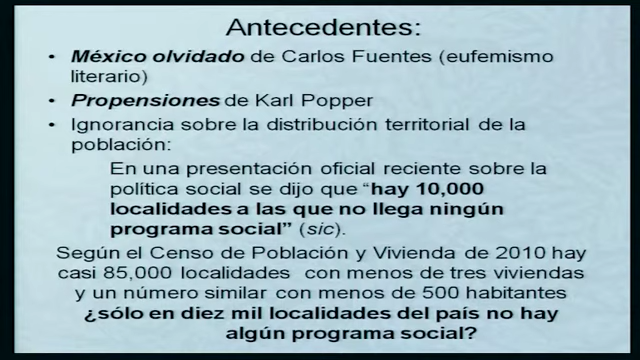 Antecedentes:
• México olvidado de Carlos Fuentes (eufemismo
literario)
• Propensiones de Karl Popper
• Ignorancia sobre la distribución territorial de la
población:
En una presentación oficial reciente sobre la
política social se dijo que “hay 10,000
localidades a las que no llega ningún
programa social” (sic).
Según el Censo de Población y Vivienda de 2010 hay
casi 85,000 localidades con menos de tres viviendas
y un número similar con menos de 500 habitantes
¿sólo en diez mil localidades del país no hay
algún programa social?